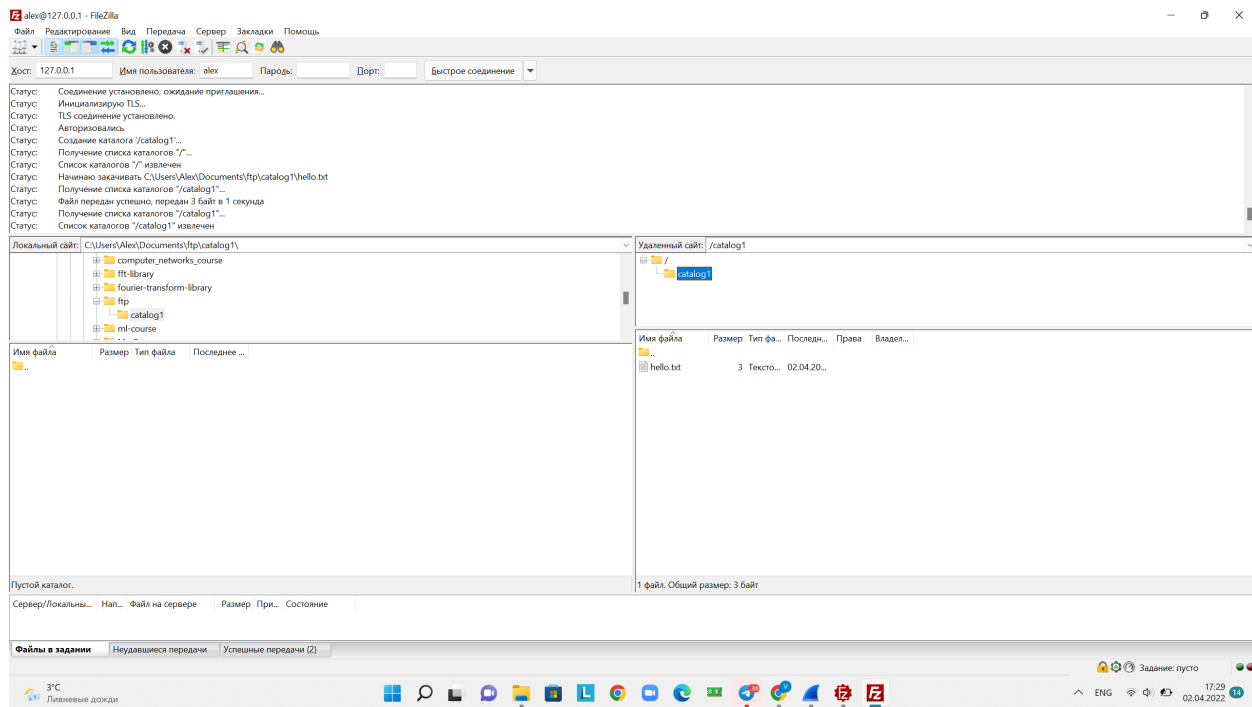 alex@127.0.0.1 - FileZilla
Файл Редактирование Вид Передача Сервер Закладки Помощь
Хост: 127.0.0.1 Имя пользователя: alex Пароль: Порт: Быстрое соединение
Статус: Соединение установлено, ожидание приглашения...
Статус: Инициализирую TLS...
Статус: TLS соединение установлено.
Статус: Авторизовались
Статус: Создание каталога '/catalog1'...
Статус: Получение списка каталогов "/"...
Статус: Список каталогов "/" извлечен
Статус: Начинаю закачивать C:\Users\Alex\Documents\ftp\catalog1\hello.txt
Статус: Получение списка каталогов "/catalog1"...
Статус: Файл передан успешно, передан 3 байт в 1 секунда
Статус: Получение списка каталогов "/catalog1"...
Статус: Список каталогов "/catalog1" извлечен
Локальный сайт: C:\Users\Alex\Documents\ftp\catalog1\
computer_networks_course
fft-library
fourier-transform-library
ftp
catalog1
ml-course
Имя файла Размер Тип файла Последнее ...
..
Пустой каталог.
Удаленный сайт: /catalog1
/
catalog1
Имя файла Размер Тип фа... Последн... Права Владел...
..
hello.txt 3 Тексто... 02.04.20...
1 файл. Общий размер: 3 байт
Сервер/Локальны... Нап... Файл на сервере Размер При... Состояние
Файлы в задании Неудавшиеся передачи Успешные передачи (2)
Задание: пусто
3°C
Ливневые дожди
ENG
17:29
02.04.2022
14